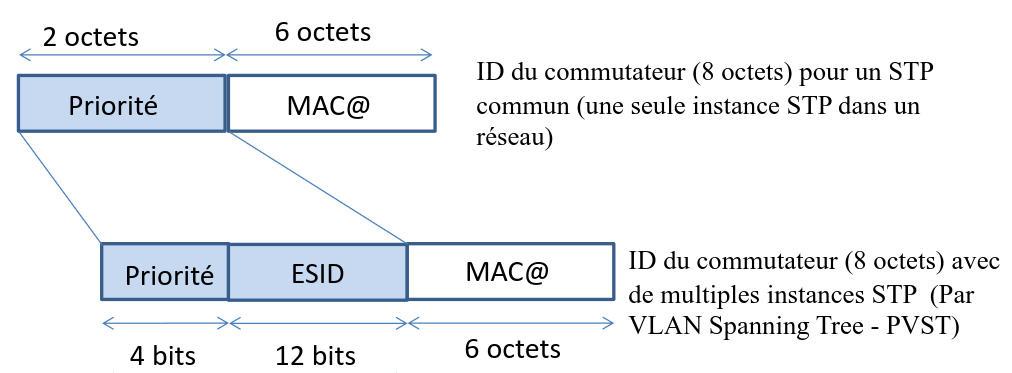 2 octets
6 octets
Priorité
MAC@
ID du commutateur (8 octets) pour un STP
commun (une seule instance STP dans un
réseau)
Priorité
ESID
MAC@
ID du commutateur (8 octets) avec
de multiples instances STP (Par
VLAN Spanning Tree - PVST)
4 bits
12 bits
6 octets